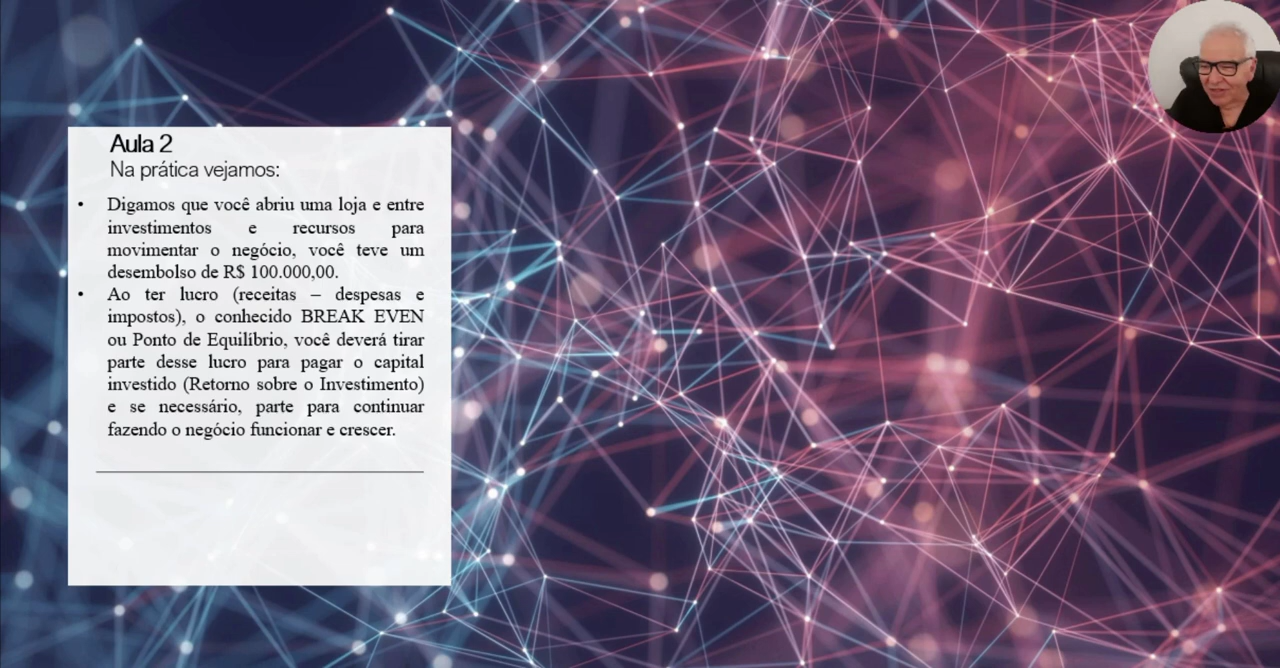 Aula 2
Na prática vejamos:
• Digamos que você abriu uma loja e entre
investimentos e recursos para
movimentar o negócio, você teve um
desembolso de R$ 100.000,00.
• Ao ter lucro (receitas – despesas e
impostos), o conhecido BREAK EVEN
ou Ponto de Equilíbrio, você deverá tirar
parte desse lucro para pagar o capital
investido (Retorno sobre o Investimento)
e se necessário, parte para continuar
fazendo o negócio funcionar e crescer.